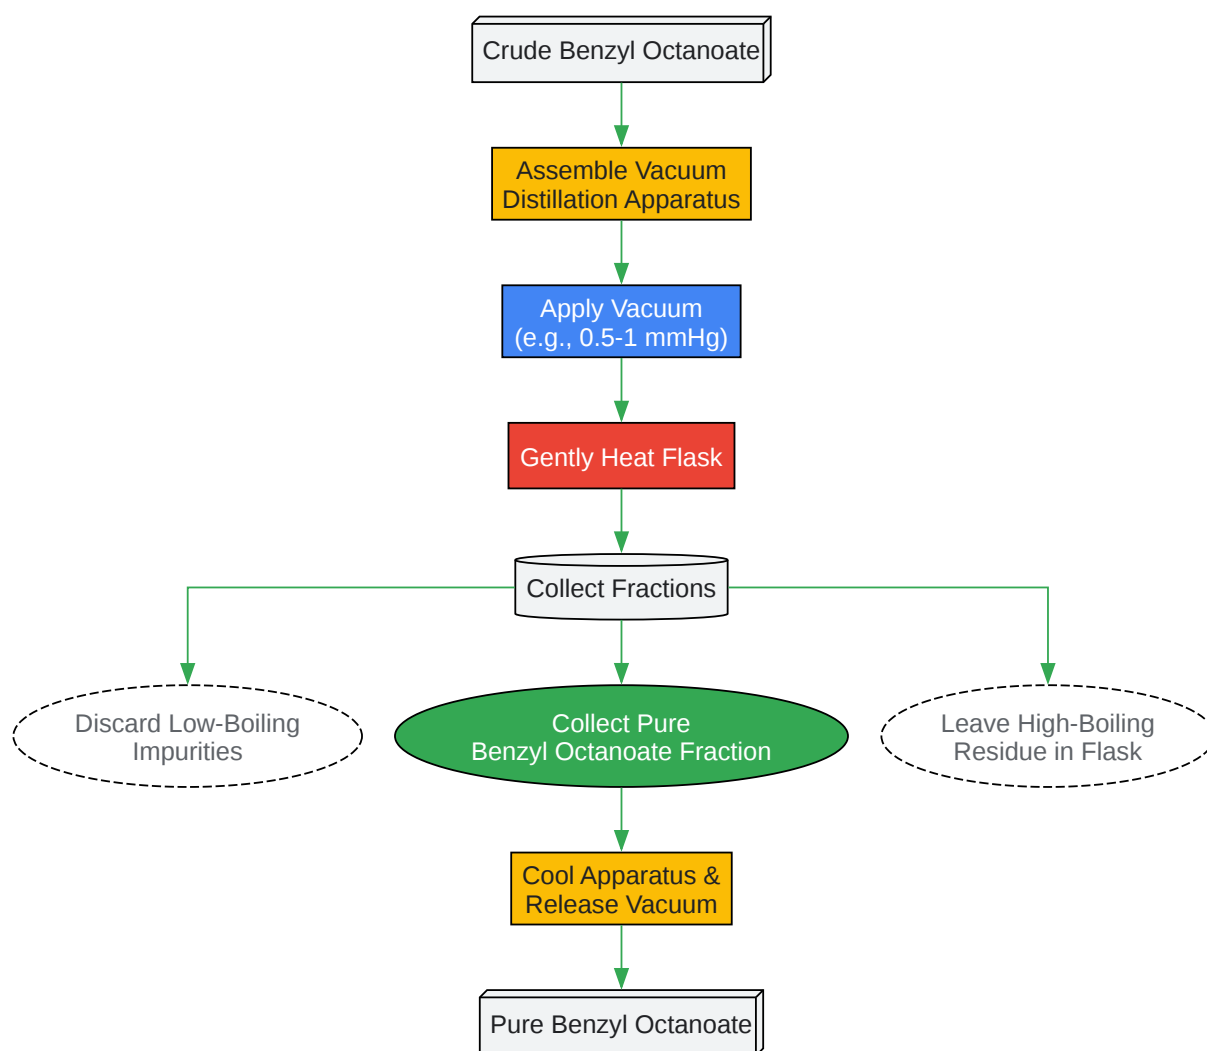 Crude Benzyl Octanoate
Assemble Vacuum
Distillation Apparatus
Apply Vacuum
(e.g., 0.5-1 mmHg)
Gently Heat Flask
Collect Fractions
Discard Low-Boiling
Impurities
Collect Pure
Benzyl Octanoate Fraction
Leave High-Boiling
Residue in Flask
Cool Apparatus &
Release Vacuum
Pure Benzyl Octanoate